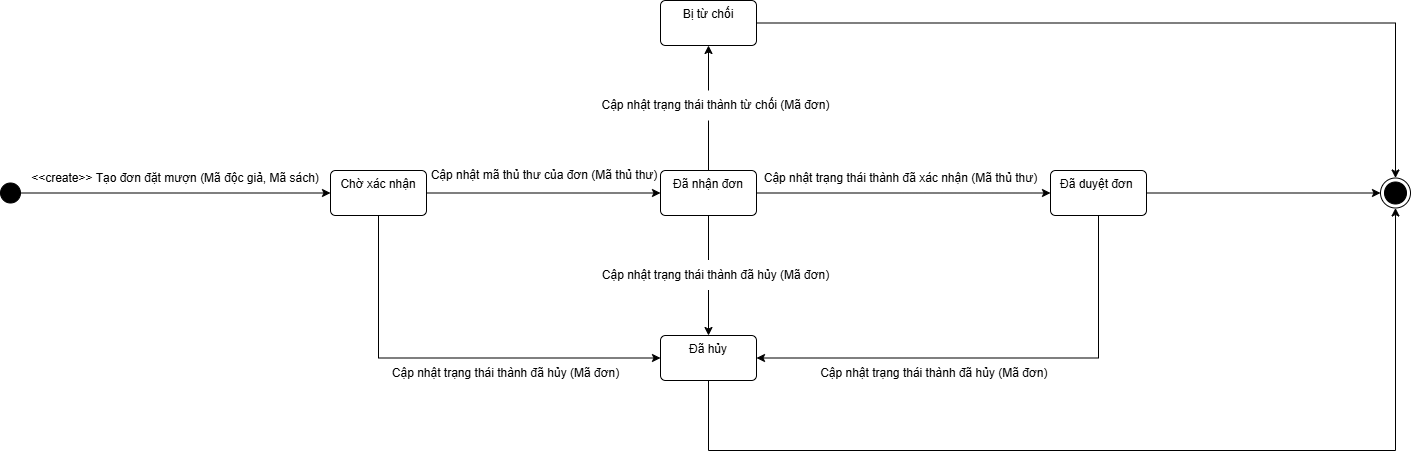 Bị từ chối
Cập nhật trạng thái thành từ chối (Mã đơn)
<<create>> Tạo đơn đặt mượn (Mã độc giả, Mã sách)
Chờ xác nhận
Cập nhật mã thủ thư của đơn (Mã thủ thư)
Đã nhận đơn
Cập nhật trạng thái thành đã xác nhận (Mã thủ thư)
Đã duyệt đơn
Cập nhật trạng thái thành đã hủy (Mã đơn)
Đã hủy
Cập nhật trạng thái thành đã hủy (Mã đơn)
Cập nhật trạng thái thành đã hủy (Mã đơn)